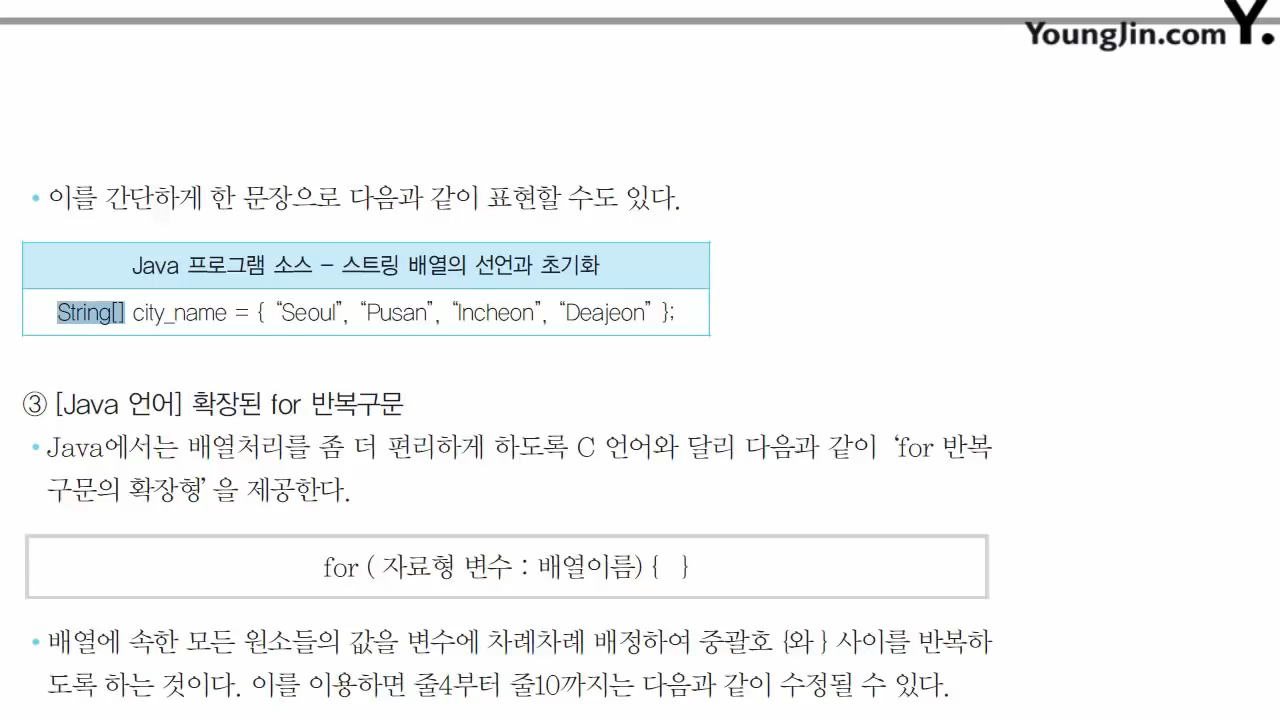 YoungJin.com Y.
• 이를 간단하게 한 문장으로 다음과 같이 표현할 수도 있다.
Java 프로그램 소스 – 스트링 배열의 선언과 초기화
String[] city_name = { “Seoul”, “Pusan”, “Incheon”, “Deajeon” };
③ [Java 언어] 확장된 for 반복구문
• Java에서는 배열처리를 좀 더 편리하게 하도록 C 언어와 달리 다음과 같이 ‘for 반복
구문의 확장형’을 제공한다.
for ( 자료형 변수 : 배열이름) { }
• 배열에 속한 모든 원소들의 값을 변수에 차례차례 배정하여 중괄호 {와 } 사이를 반복하
도록 하는 것이다. 이를 이용하면 줄4부터 줄10까지는 다음과 같이 수정될 수 있다.